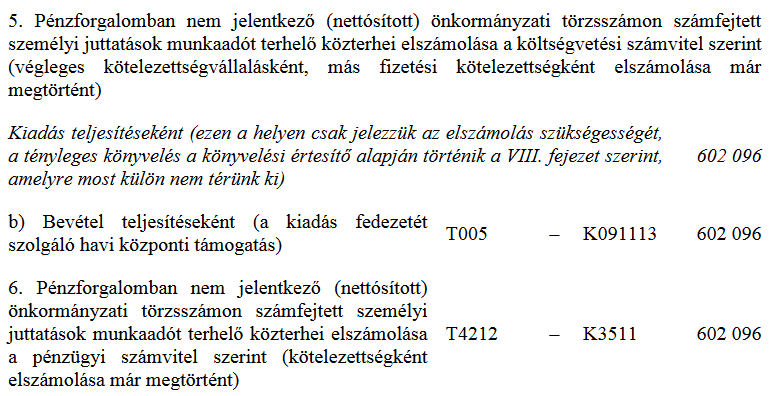 5. Pénzforgalomban nem jelentkező (nettósított) önkormányzati törzsszámon számfejtett
személyi juttatások munkaadót terhelő közterhei elszámolása a költségvetési számvitel szerint
(végleges kötelezettségvállalásként, más fizetési kötelezettségként elszámolása már
megtörtént)
Kiadás teljesítéseként (ezen a helyen csak jelezzük az elszámolás szükségességét,
a tényleges könyvelés a könyvelési értesítő alapján történik a VIII. fejezet szerint, 602 096
amelyre most külön nem térünk ki)
b) Bevétel teljesítéseként (a kiadás fedezetét
szolgáló havi központi támogatás) T005 – K091113 602 096
6. Pénzforgalomban nem jelentkező (nettósított)
önkormányzati törzsszámon számfejtett személyi
juttatások munkaadót terhelő közterhei elszámolása T4212 – K3511 602 096
a pénzügyi számvitel szerint (kötelezettségként
elszámolása már megtörtént)